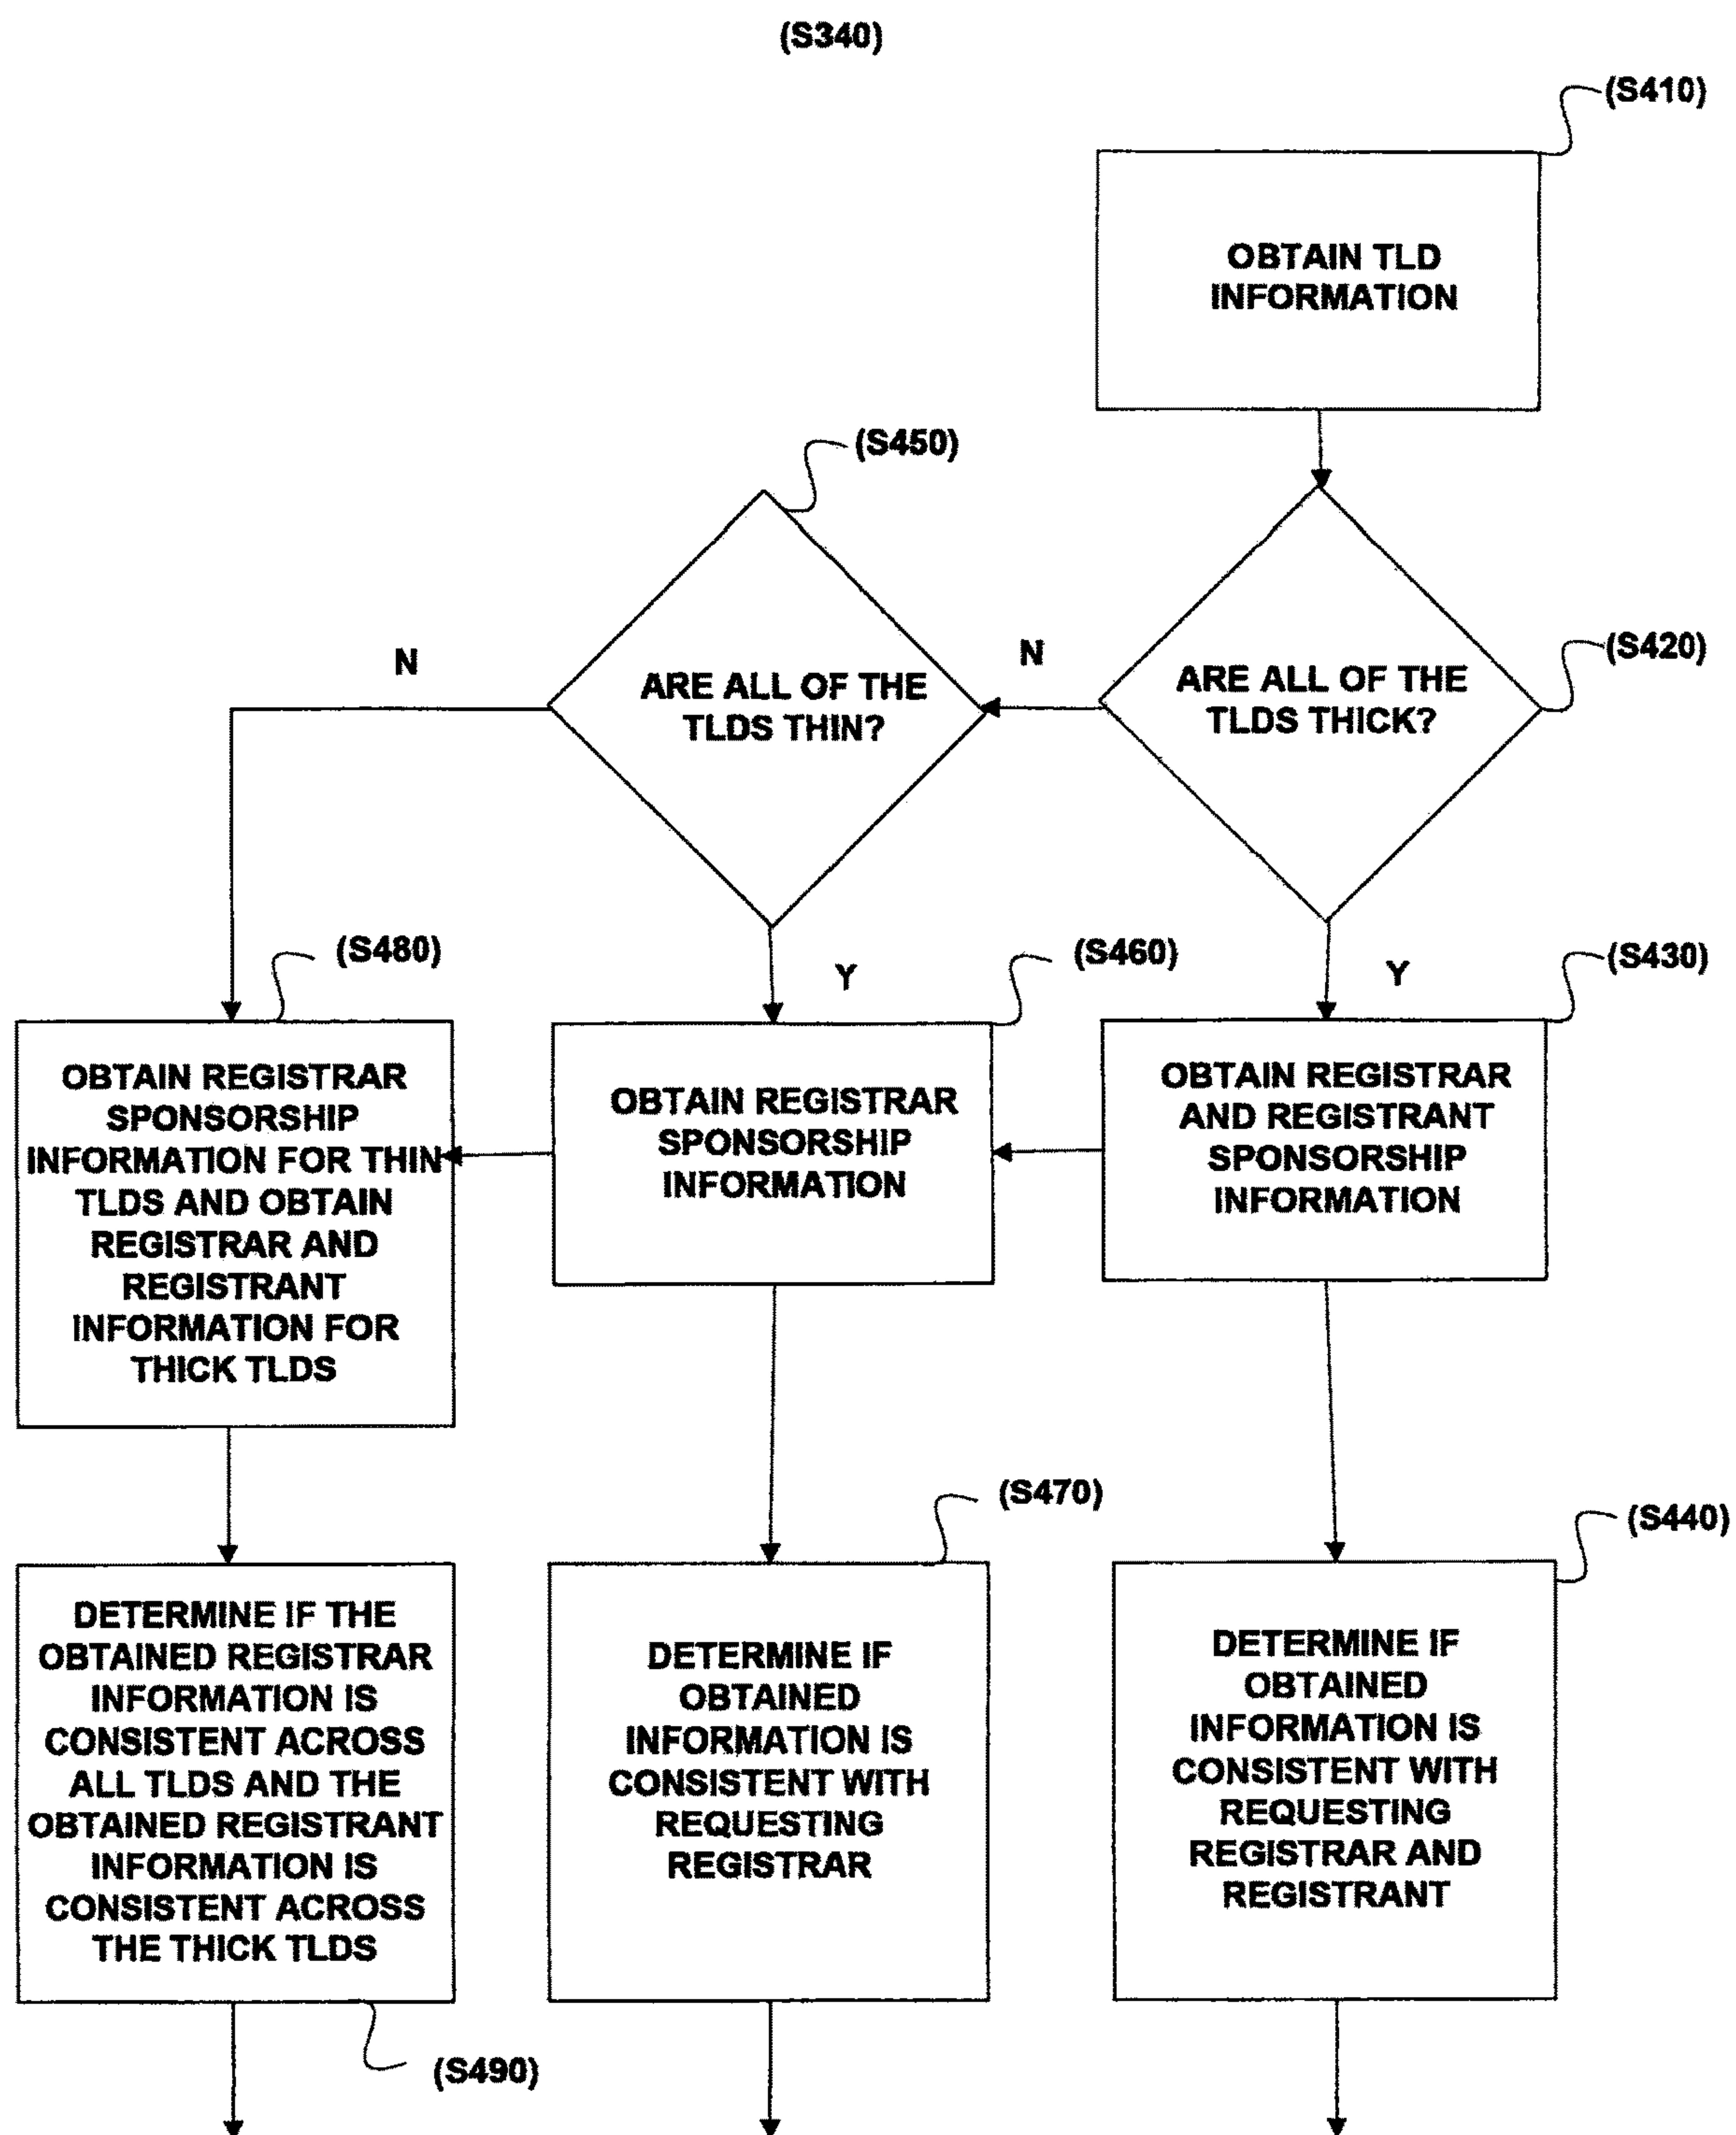 (S340)
(S410)
OBTAIN TLD
INFORMATION
(S450)
(S420)
N
N
ARE ALL OF THE
TLDS THIN?
ARE ALL OF THE
TLDS THICK?
(S480)
(S460)
(S430)
Y
Y
OBTAIN REGISTRAR
SPONSORSHIP
INFORMATION FOR THIN
TLDS AND OBTAIN
REGISTRAR AND
REGISTRANT
INFORMATION FOR
THICK TLDS
OBTAIN REGISTRAR
SPONSORSHIP
INFORMATION
OBTAIN REGISTRAR
AND REGISTRANT
SPONSORSHIP
INFORMATION
(S470)
(S440)
DETERMINE IF THE
OBTAINED REGISTRAR
INFORMATION IS
CONSISTENT ACROSS
ALL TLDS AND THE
OBTAINED REGISTRANT
INFORMATION IS
CONSISTENT ACROSS
THE THICK TLDS
DETERMINE IF
OBTAINED
INFORMATION IS
CONSISTENT WITH
REQUESTING
REGISTRAR
DETERMINE IF
OBTAINED
INFORMATION IS
CONSISTENT WITH
REQUESTING
REGISTRAR AND
REGISTRANT
(S490)